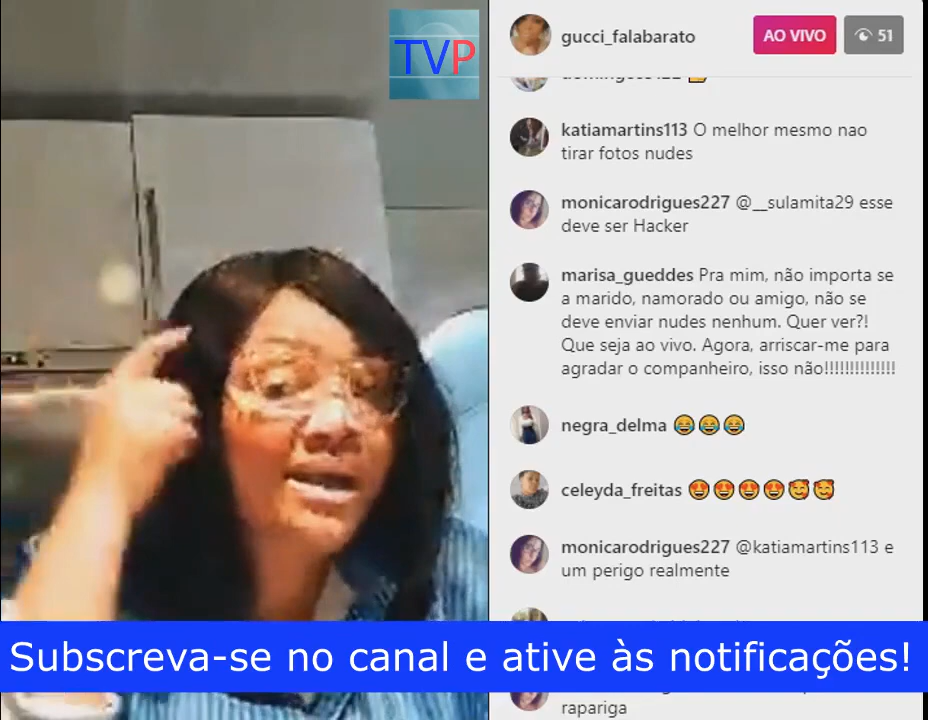 TVP
gucci_falabarato
AO VIVO
51
katiamartins113 O melhor mesmo nao
tirar fotos nudes
monicarodrigues227 @__sulamita29 esse
deve ser Hacker
marisa_gueddes Pra mim, não importa se
a marido, namorado ou amigo, não se
deve enviar nudes nenhum. Quer ver?!
Que seja ao vivo. Agora, arriscar-me para
agradar o companheiro, isso não!!!!!!!!!!!!!!
negra_delma 😂😂😂
celeyda_freitas 😍😍😍😍🥰🥰
monicarodrigues227 @katiamartins113 e
um perigo realmente
Subscreva-se no canal e ative às notificações!
rapariga